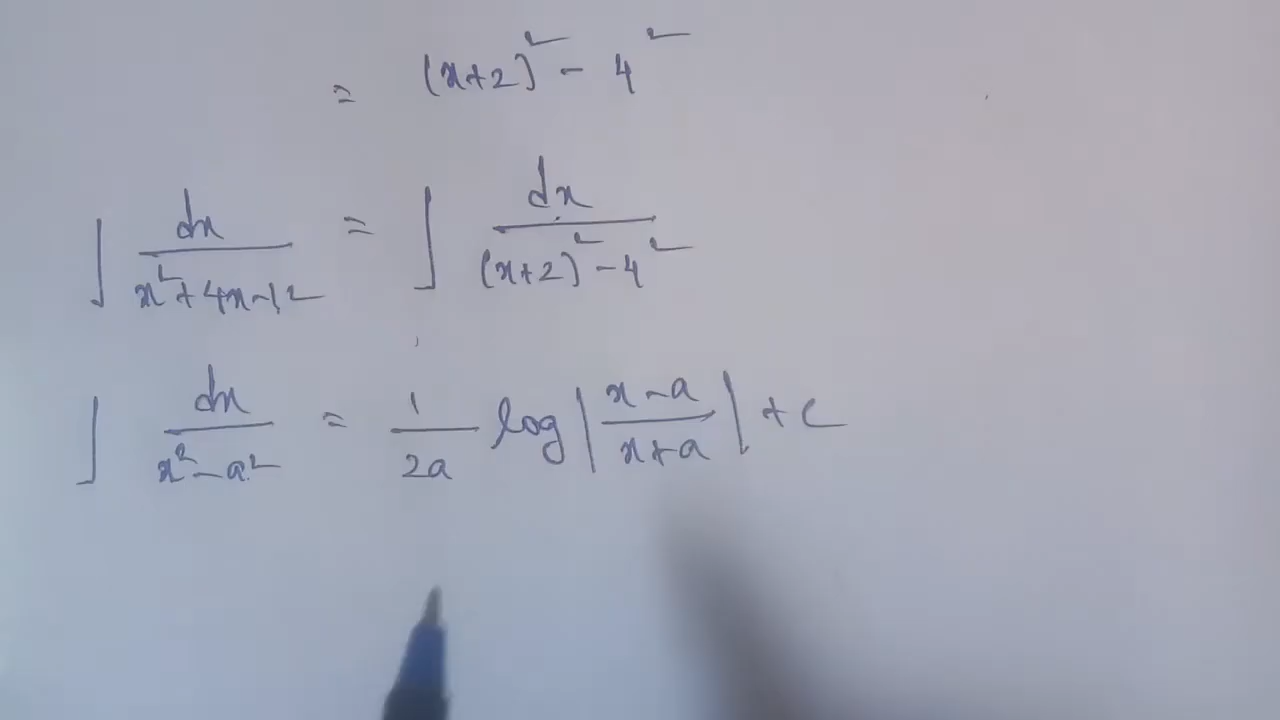 = (x+2)² - 4²
∫ dx / (x²+4x-12) = ∫ dx / ((x+2)² - 4²)
∫ dx / (x² - a²) = 1/2a log |(x-a)/(x+a)| + c